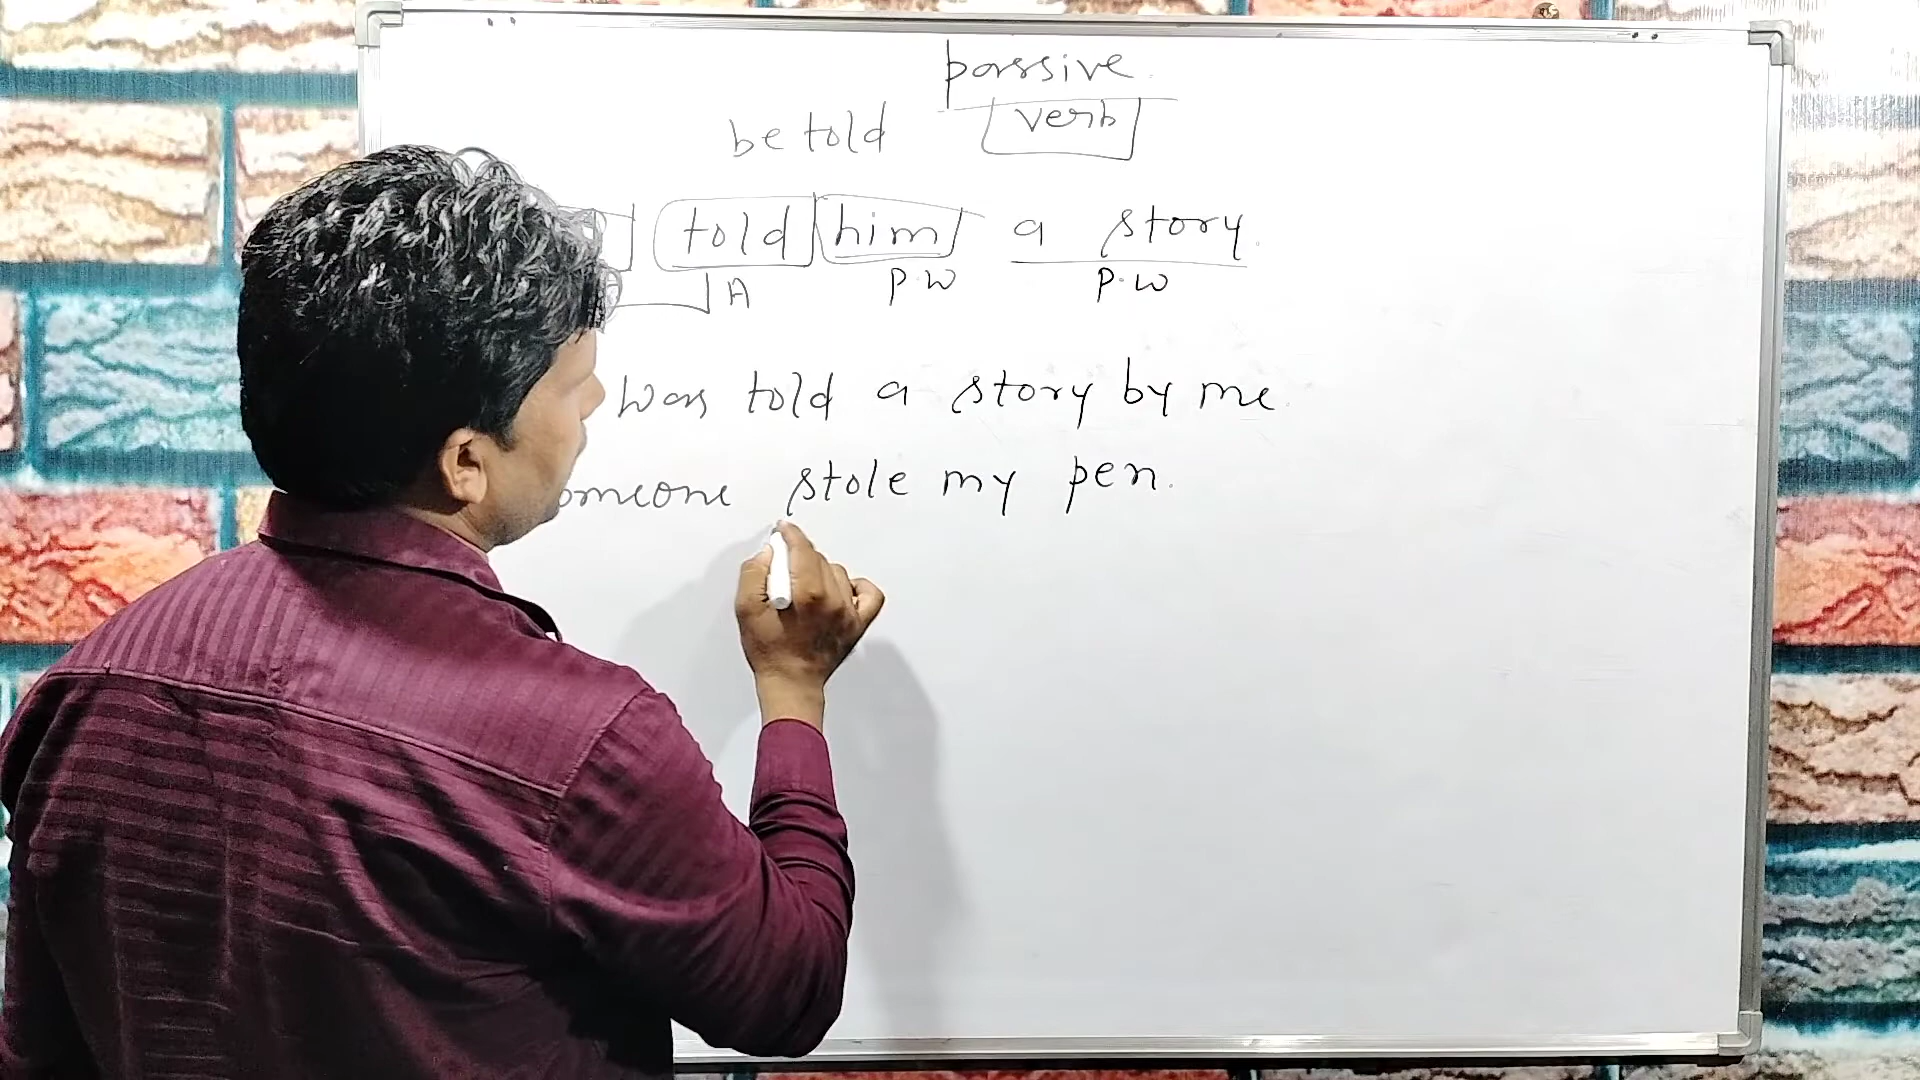 passive
be told verb
told him a story.
A P.W P.W
was told a story by me.
omeone stole my pen.